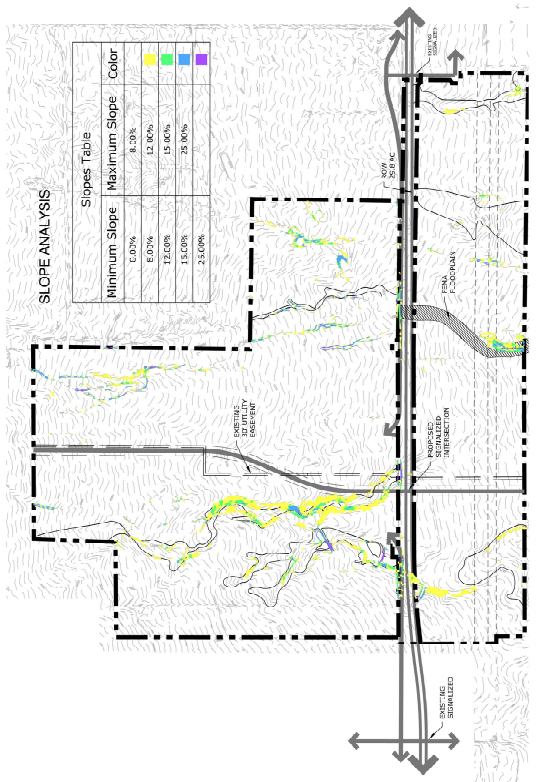 SLOPE ANALYSIS
Slopes Table
Minimum Slope Maximum Slope Color
0.00% 8.00%
8.00% 12.00%
12.00% 15.00%
15.00% 25.00%
25.00%
EXISTING
SIGNALIZED
ROW
FEMA
FLOODPLAIN
EXISTING
30' UTILITY
EASEMENT
PROPOSED
SIGNALIZED
INTERSECTION
EXISTING
SIGNALIZED